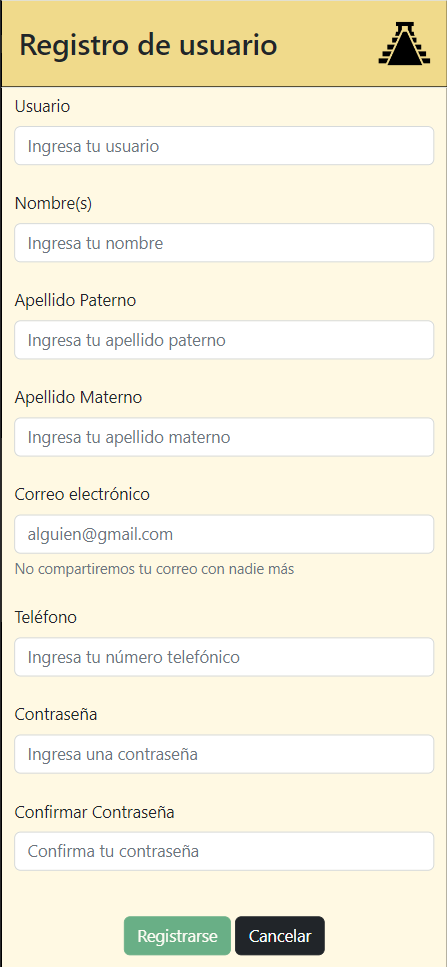 Registro de usuario
Usuario
Ingresa tu usuario
Nombre(s)
Ingresa tu nombre
Apellido Paterno
Ingresa tu apellido paterno
Apellido Materno
Ingresa tu apellido materno
Correo electrónico
alguien@gmail.com
No compartiremos tu correo con nadie más
Teléfono
Ingresa tu número telefónico
Contraseña
Ingresa una contraseña
Confirmar Contraseña
Confirma tu contraseña
Registrarse Cancelar